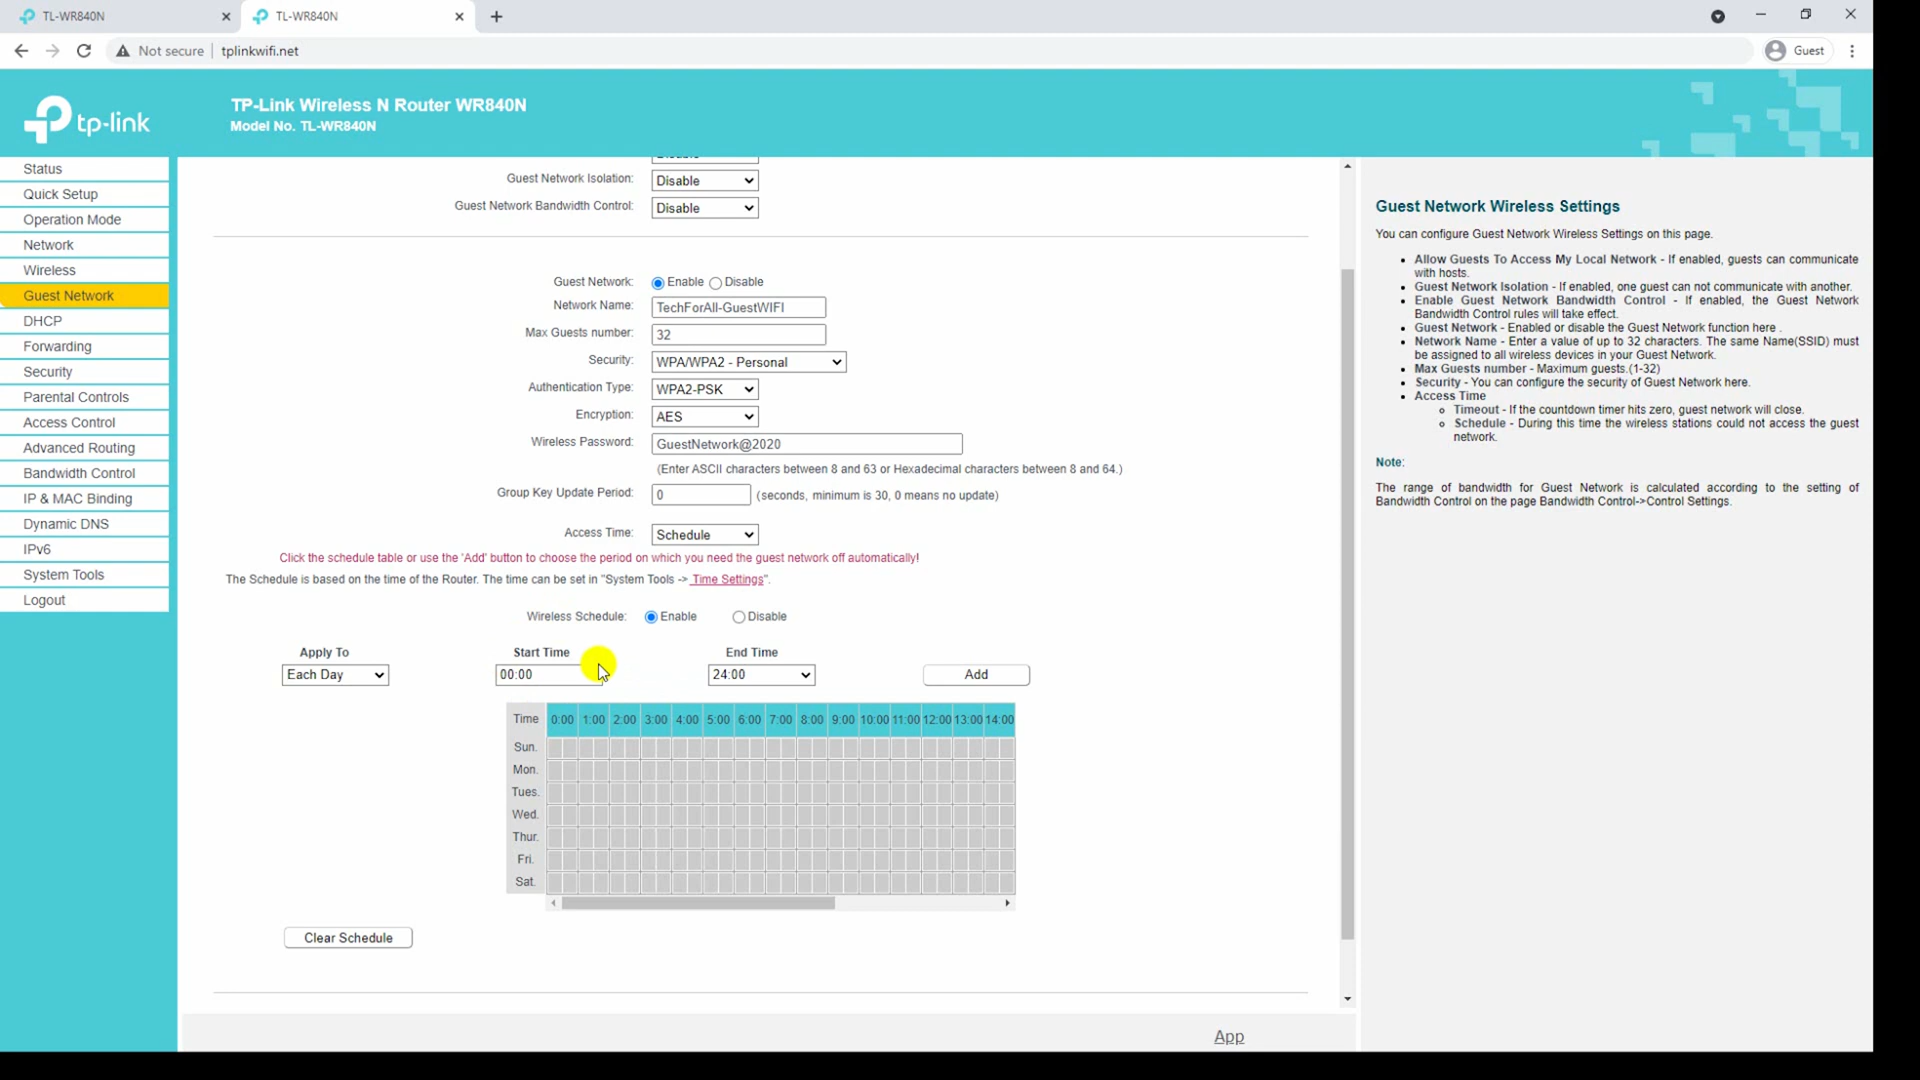 TL-WR840N
TL-WR840N
Not secure
tplinkwifi.net
Guest
tp-link
TP-Link Wireless N Router WR840N
Model No. TL-WR840N
Status
Quick Setup
Operation Mode
Network
Wireless
Guest Network
DHCP
Forwarding
Security
Parental Controls
Access Control
Advanced Routing
Bandwidth Control
IP & MAC Binding
Dynamic DNS
IPv6
System Tools
Logout
Guest Network Isolation: Disable
Guest Network Bandwidth Control: Disable
Guest Network: Enable Disable
Network Name: TechForAll-GuestWIFI
Max Guests number: 32
Security: WPA/WPA2 - Personal
Authentication Type: WPA2-PSK
Encryption: AES
Wireless Password: GuestNetwork@2020
(Enter ASCII characters between 8 and 63 or Hexadecimal characters between 8 and 64.)
Group Key Update Period: 0 (seconds, minimum is 30, 0 means no update)
Access Time: Schedule
Click the schedule table or use the 'Add' button to choose the period on which you need the guest network off automatically!
The Schedule is based on the time of the Router. The time can be set in "System Tools -> Time Settings".
Wireless Schedule: Enable Disable
Apply To Start Time End Time
Each Day 00:00 24:00 Add
Time 0:00 1:00 2:00 3:00 4:00 5:00 6:00 7:00 8:00 9:00 10:00 11:00 12:00 13:00 14:00
Sun.
Mon.
Tues.
Wed.
Thur.
Fri.
Sat.
Clear Schedule
App
Guest Network Wireless Settings
You can configure Guest Network Wireless Settings on this page.
Allow Guests To Access My Local Network - If enabled, guests can communicate
with hosts.
Guest Network Isolation - If enabled, one guest can not communicate with another.
Enable Guest Network Bandwidth Control - If enabled, the Guest Network
Bandwidth Control rules will take effect.
Guest Network - Enabled or disable the Guest Network function here .
Network Name - Enter a value of up to 32 characters. The same Name(SSID) must
be assigned to all wireless devices in your Guest Network.
Max Guests number - Maximum guests.(1-32)
Security - You can configure the security of Guest Network here.
Access Time
Timeout - If the countdown timer hits zero, guest network will close.
Schedule - During this time the wireless stations could not access the guest
network.
Note:
The range of bandwidth for Guest Network is calculated according to the setting of
Bandwidth Control on the page Bandwidth Control->Control Settings.